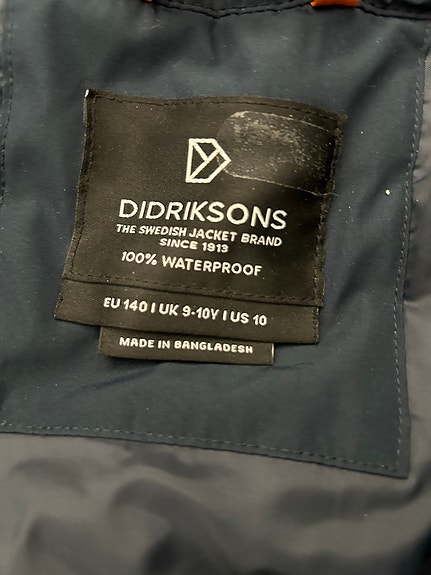 DIDRIKSONS
THE SWEDISH JACKET BRAND
SINCE 1913
100% WATERPROOF
EU 140 | UK 9-10Y | US 10
MADE IN BANGLADESH